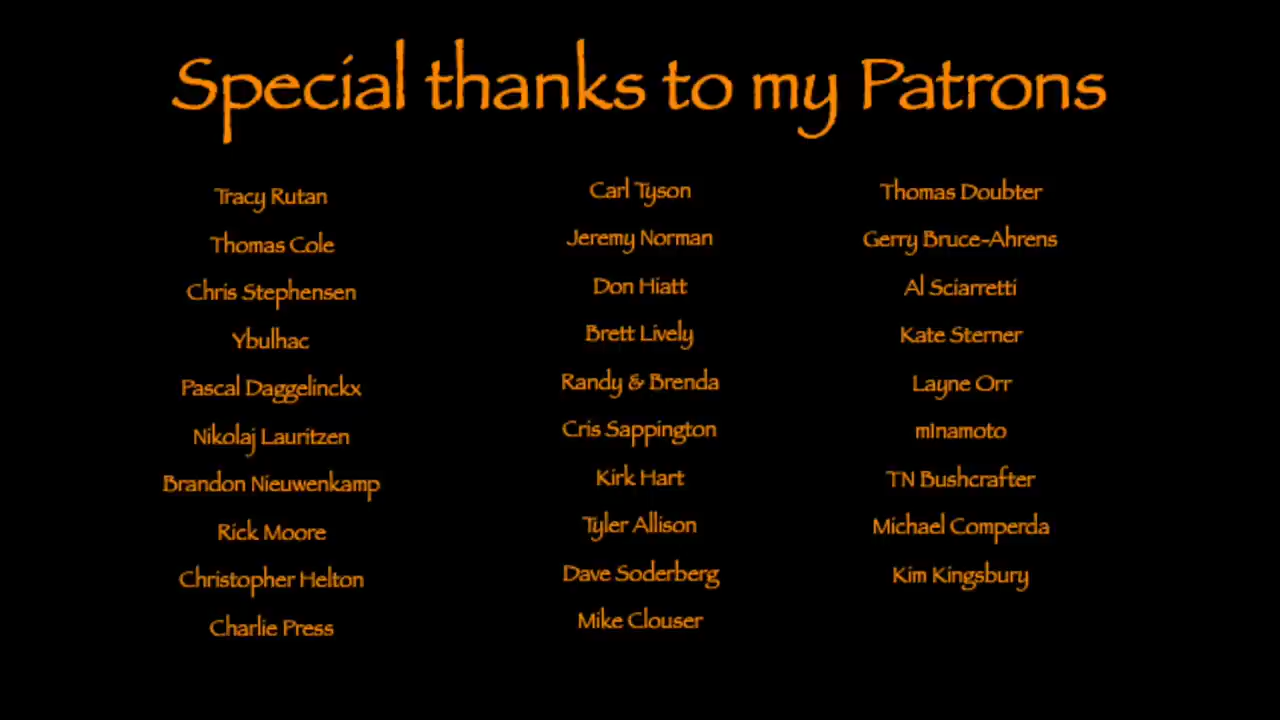 Special thanks to my Patrons
Tracy Rutan
Thomas Cole
Chris Stephensen
Ybulhac
Pascal Daggelinckx
Nikolaj Lauritzen
Brandon Nieuwenkamp
Rick Moore
Christopher Helton
Charlie Press
Carl Tyson
Jeremy Norman
Don Hiatt
Brett Lively
Randy & Brenda
Cris Sappington
Kirk Hart
Tyler Allison
Dave Soderberg
Mike Clouser
Thomas Doubter
Gerry Bruce-Ahrens
Al Sciarretti
Kate Sterner
Layne Orr
m1namoto
TN Bushcrafter
Michael Comperda
Kim Kingsbury